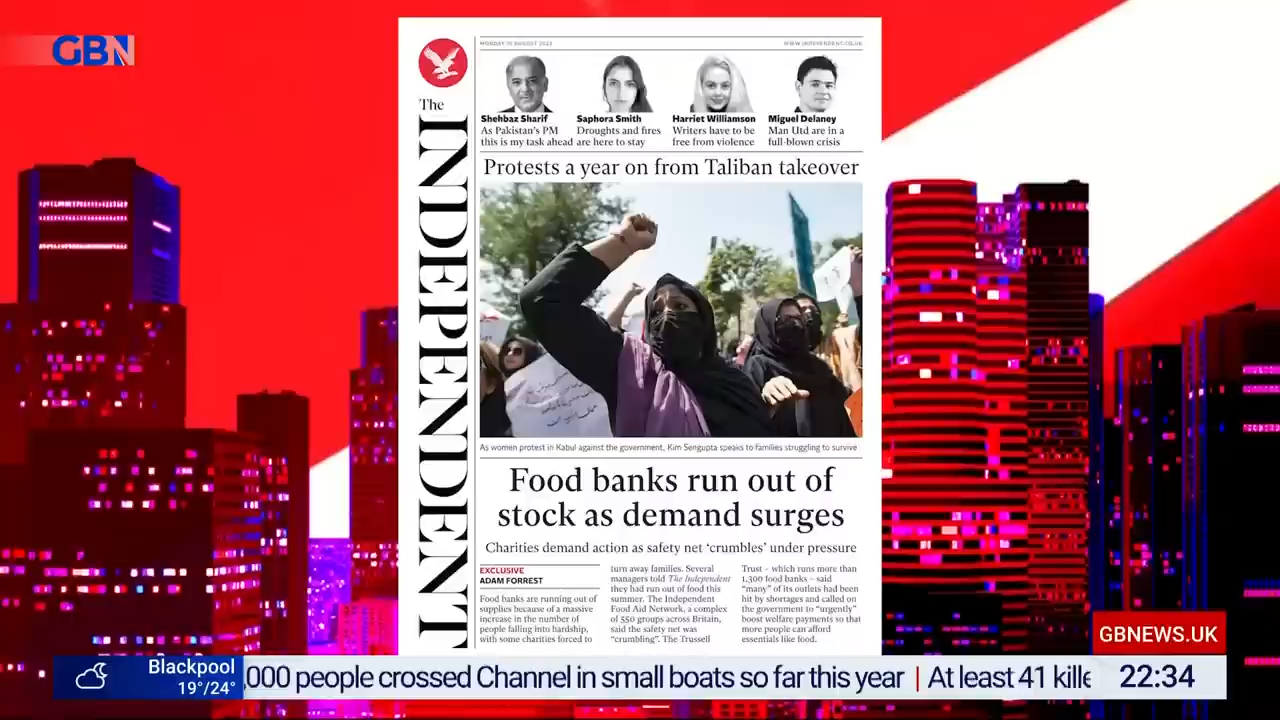 GBN
MONDAY 15 AUGUST 2022
WWW.INDEPENDENT.CO.UK
The
INDEPENDENT
Shehbaz Sharif
As Pakistan's PM
this is my task ahead
Saphora Smith
Droughts and fires
are here to stay
Harriet Williamson
Writers have to be
free from violence
Miguel Delaney
Man Utd are in a
full-blown crisis
Protests a year on from Taliban takeover
As women protest in Kabul against the government, Kim Sengupta speaks to families struggling to survive
Food banks run out of
stock as demand surges
Charities demand action as safety net ‘crumbles’ under pressure
EXCLUSIVE
ADAM FORREST
Food banks are running out of
supplies because of a massive
increase in the number of
people falling into hardship,
with some charities forced to
turn away families. Several
managers told The Independent
they had run out of food this
summer. The Independent
Food Aid Network, a complex
of 550 groups across Britain,
said the safety net was
“crumbling”. The Trussell
Trust – which runs more than
1,300 food banks – said
“many” of its outlets had been
hit by shortages and called on
the government to “urgently”
boost welfare payments so that
more people can afford
essentials like food.
GBNEWS.UK
Blackpool
19°/24°
,000 people crossed Channel in small boats so far this year | At least 41 kille
22:34